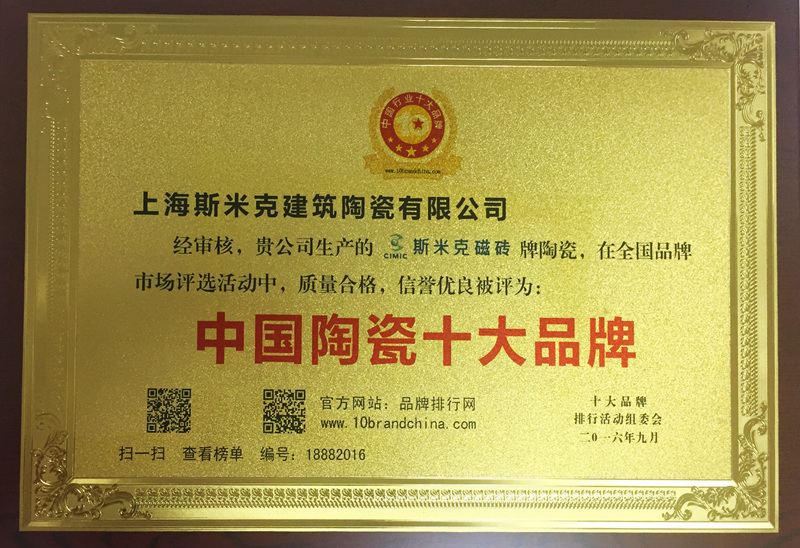 中国行业十大品牌
www.10brandchina.com
上海斯米克建筑陶瓷有限公司
经审核，贵公司生产的 CIMIC 斯米克磁砖 牌陶瓷，在全国品牌
市场评选活动中，质量合格，信誉优良被评为：
中国陶瓷十大品牌
官方网站：品牌排行网
www.10brandchina.com
扫一扫 查看榜单 编号：18882016
十大品牌
排行活动组委会
二〇一六年九月